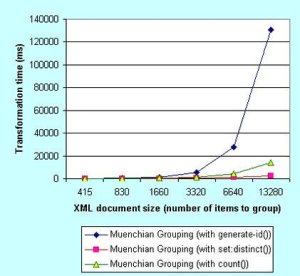 140000
120000
100000
80000
60000
40000
20000
0
Transformation time (ms)
415 830 1660 3320 6640 13280
XML document size (number of items to group)
Muenchian Grouping (with generate-id())
Muenchian Grouping (with set:distinct())
Muenchian Grouping (with count())